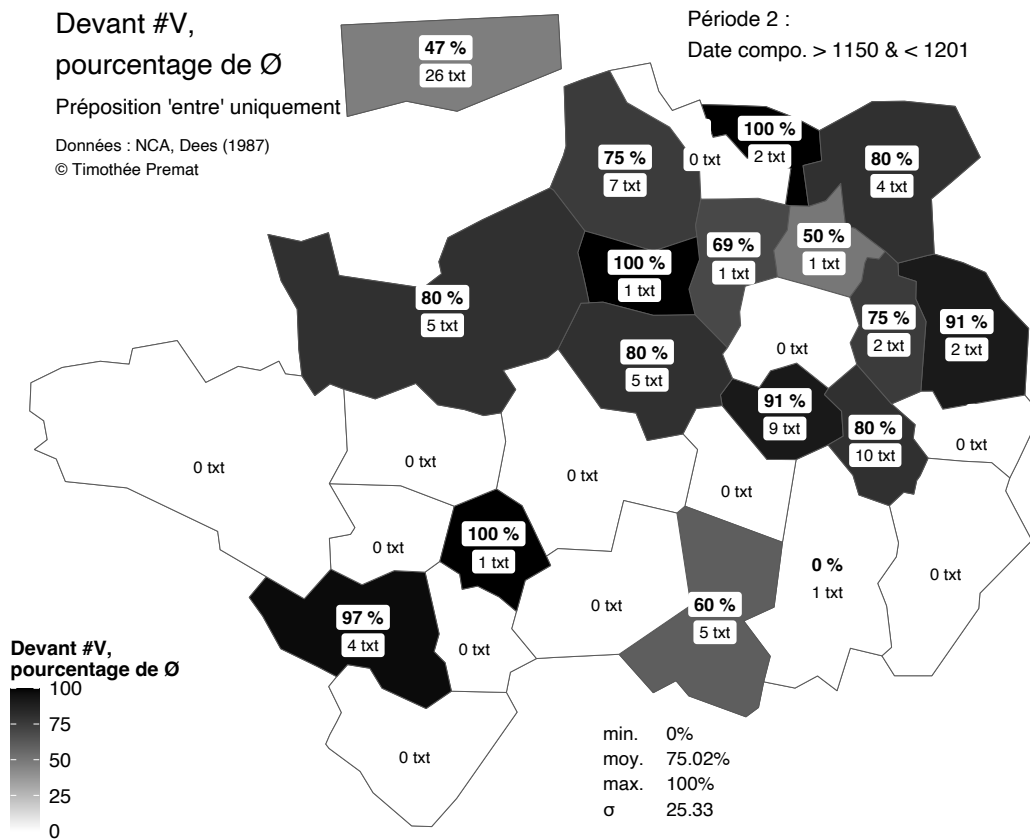 Devant #V,
pourcentage de Ø
Préposition 'entre' uniquement
Données : NCA, Dees (1987)
© Timothée Premat
Période 2 :
Date compo. > 1150 & < 1201
47 %
26 txt
100 %
2 txt
75 %
7 txt
0 txt
80 %
4 txt
69 %
1 txt
50 %
1 txt
100 %
1 txt
80 %
5 txt
75 %
2 txt
91 %
2 txt
80 %
5 txt
0 txt
91 %
9 txt
80 %
10 txt
0 txt
0 txt
0 txt
0 txt
0 txt
0 txt
100 %
1 txt
0 %
1 txt
0 txt
0 txt
60 %
5 txt
97 %
4 txt
0 txt
0 txt
Devant #V,
pourcentage de Ø
100
75
50
25
0
min. 0%
moy. 75.02%
max. 100%
σ 25.33